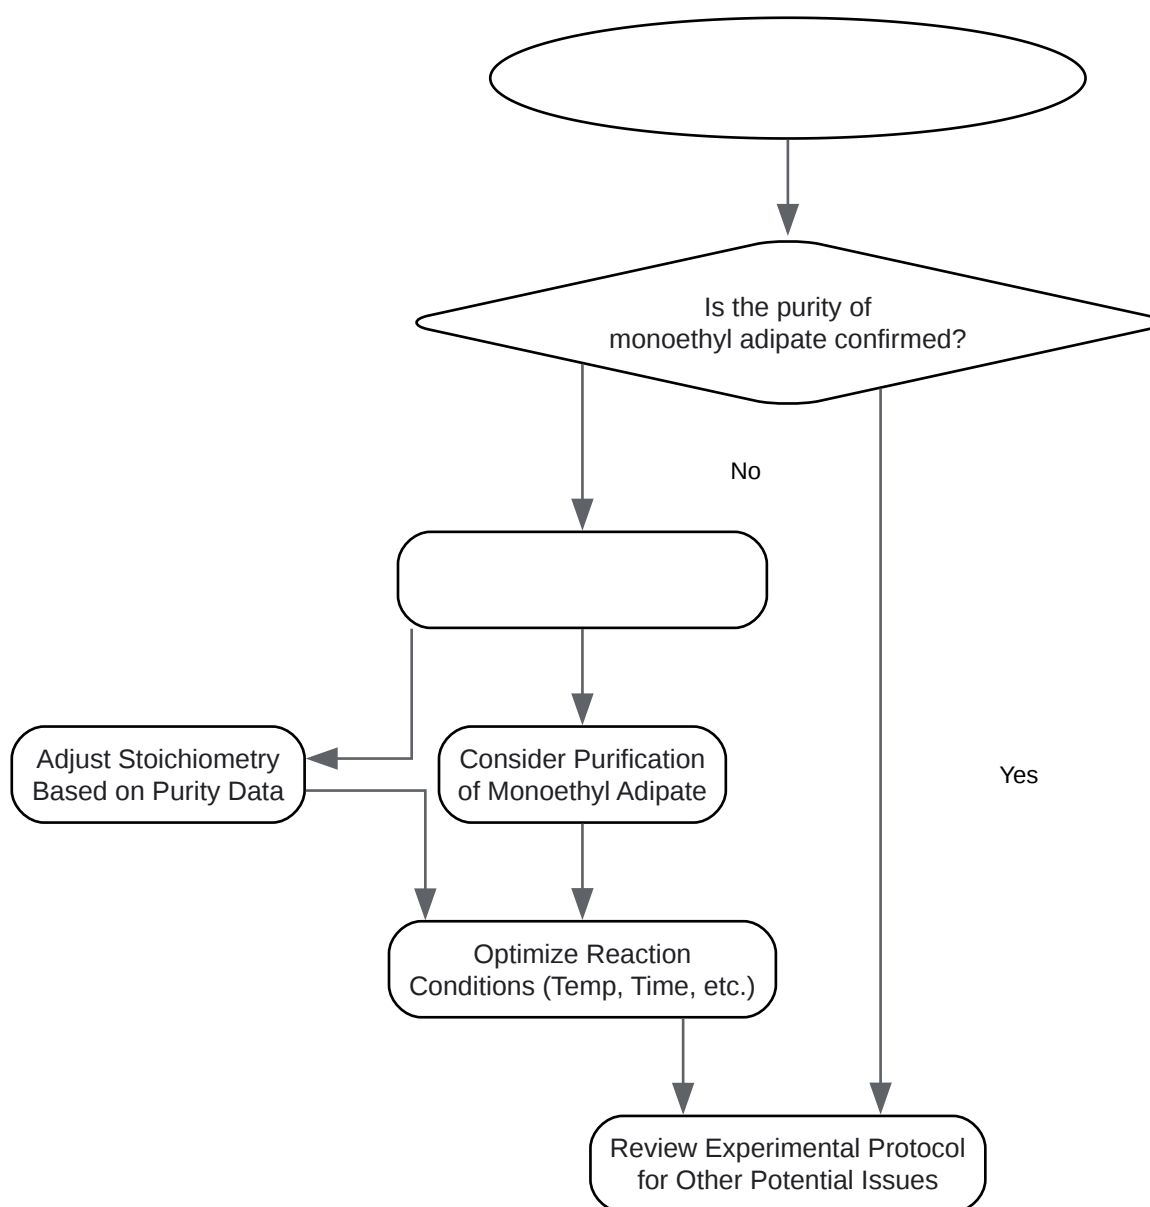 Is the purity of
monoethyl adipate confirmed?
No
Adjust Stoichiometry
Based on Purity Data
Consider Purification
of Monoethyl Adipate
Yes
Optimize Reaction
Conditions (Temp, Time, etc.)
Review Experimental Protocol
for Other Potential Issues